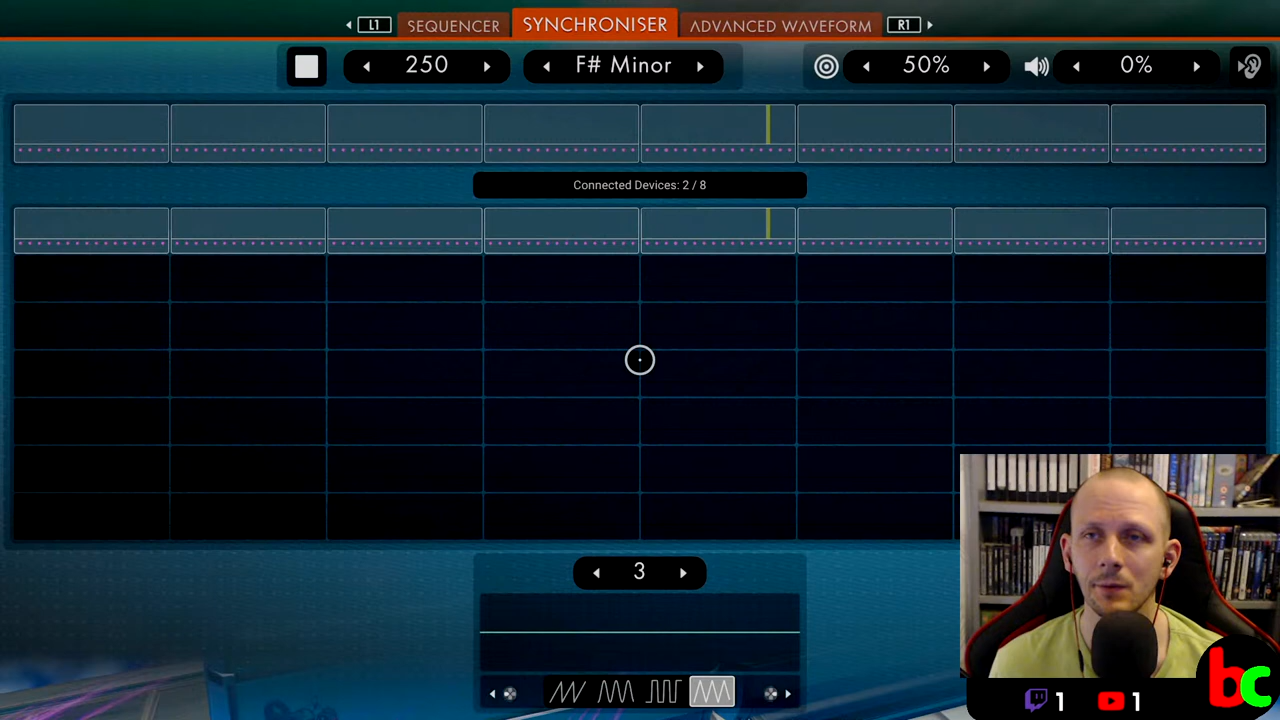 L1 SEQUENCER SYNCHRONISER ADVANCED WAVEFORM R1
250 F# Minor 50% 0%
Connected Devices: 2 / 8
3
1 1
bc